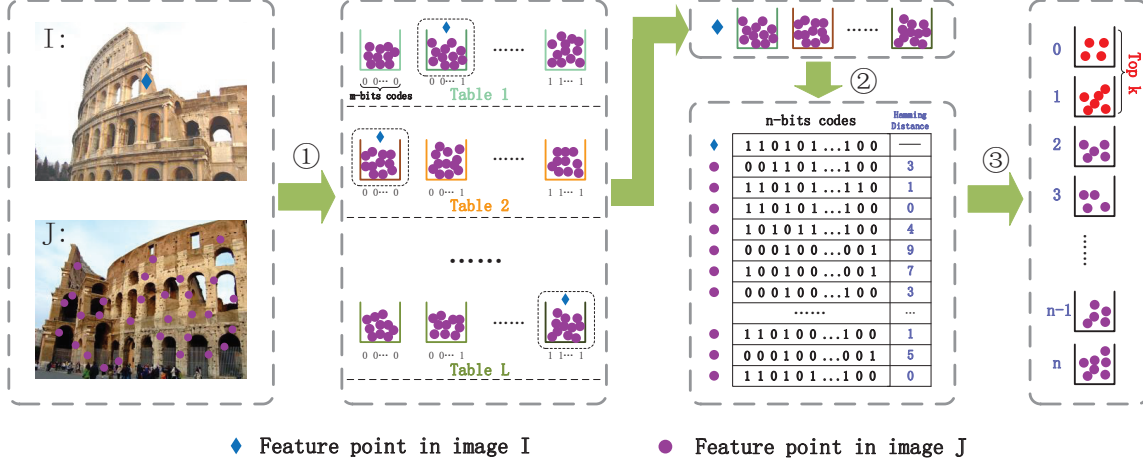 I:
J:
①
0 0… 0 0 0… 1 1 1… 1
m-bits codes
Table 1
0 0… 0 0 0… 1 1 1… 1
Table 2
......
0 0… 0 0 0… 1 1 1… 1
Table L
......
②
n-bits codes Hamming Distance
1 1 0 1 0 1 ...1 0 0 —
0 0 1 1 0 1 ...1 0 0 3
1 1 0 1 0 1 ...1 1 0 1
1 1 0 1 0 1 ...1 0 0 0
1 0 1 0 1 1 ...1 0 0 4
0 0 0 1 0 0 ...0 0 1 9
1 0 0 1 0 0 ...0 0 1 7
0 0 0 1 0 0 ...1 0 0 3
...... ...
1 1 0 1 0 0 ...1 0 0 1
0 0 0 1 0 0 ...0 0 1 5
1 1 0 1 0 1 ...1 0 0 0
③
0
1
Top k
2
3
......
n-1
n
Feature point in image I
Feature point in image J